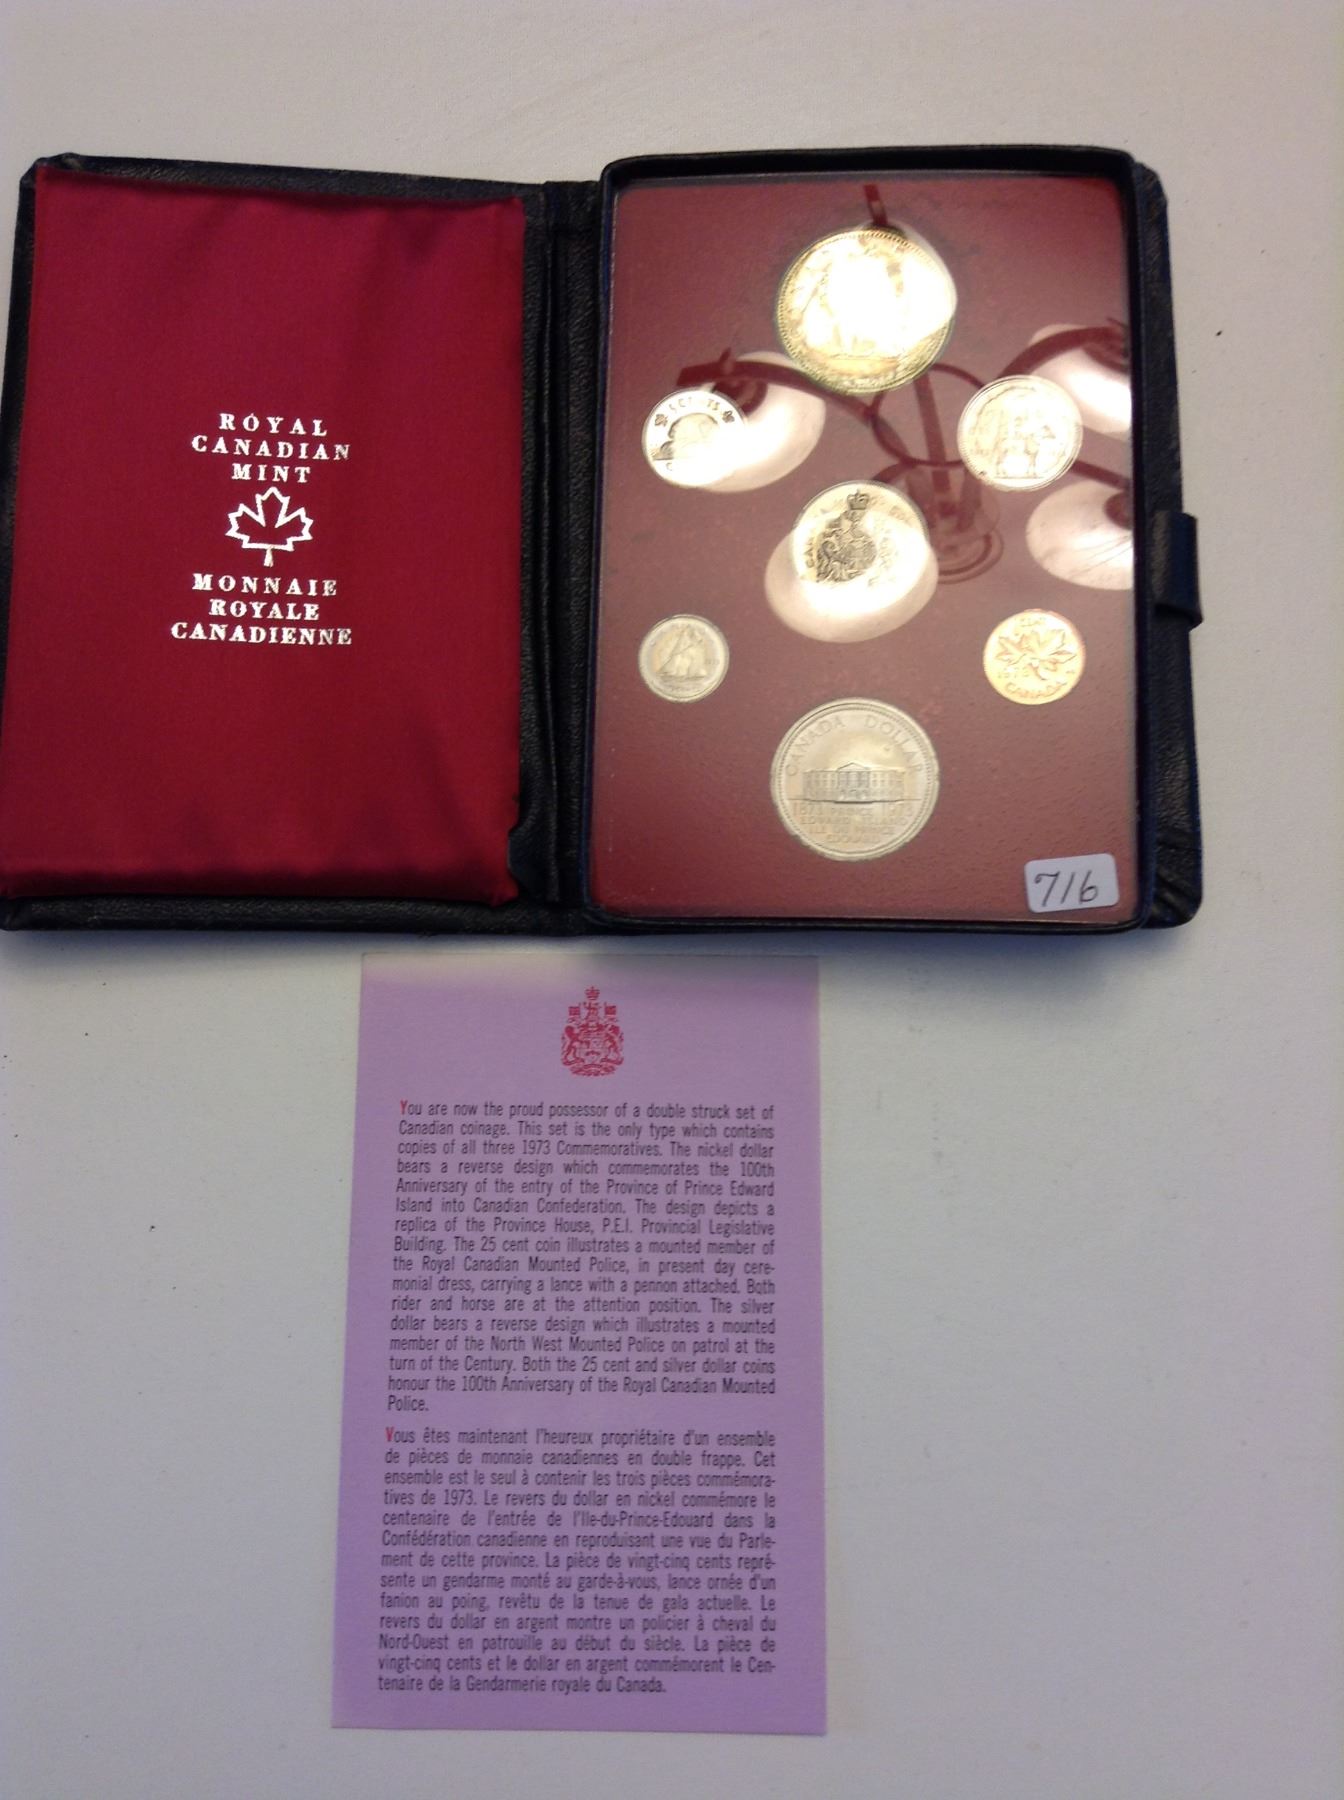 ROYAL
CANADIAN
MINT
MONNAIE
ROYALE
CANADIENNE
5 CENTS
CENT
CANADA
CANADA DOLLAR
1873 PRINCE 1973
EDWARD ISLAND
ILE DU PRINCE
EDOUARD
716
You are now the proud possessor of a double struck set of
Canadian coinage. This set is the only type which contains
copies of all three 1973 Commemoratives. The nickel dollar
bears a reverse design which commemorates the 100th
Anniversary of the entry of the Province of Prince Edward
Island into Canadian Confederation. The design depicts a
replica of the Province House, P.E.I. Provincial Legislative
Building. The 25 cent coin illustrates a mounted member of
the Royal Canadian Mounted Police, in present day cere-
monial dress, carrying a lance with a pennon attached. Both
rider and horse are at the attention position. The silver
dollar bears a reverse design which illustrates a mounted
member of the North West Mounted Police on patrol at the
turn of the Century. Both the 25 cent and silver dollar coins
honour the 100th Anniversary of the Royal Canadian Mounted
Police.
Vous êtes maintenant l'heureux propriétaire d'un ensemble
de pièces de monnaie canadiennes en double frappe. Cet
ensemble est le seul à contenir les trois pièces commémora-
tives de 1973. Le revers du dollar en nickel commémore le
centenaire de l'entrée de l'Ile-du-Prince-Edouard dans la
Confédération canadienne en reproduisant une vue du Parle-
ment de cette province. La pièce de vingt-cinq cents repré-
sente un gendarme monté au garde-à-vous, lance ornée d'un
fanion au poing, revêtu de la tenue de gala actuelle. Le
revers du dollar en argent montre un policier à cheval du
Nord-Ouest en patrouille au début du siècle. La pièce de
vingt-cinq cents et le dollar en argent commémorent le Cen-
tenaire de la Gendarmerie royale du Canada.